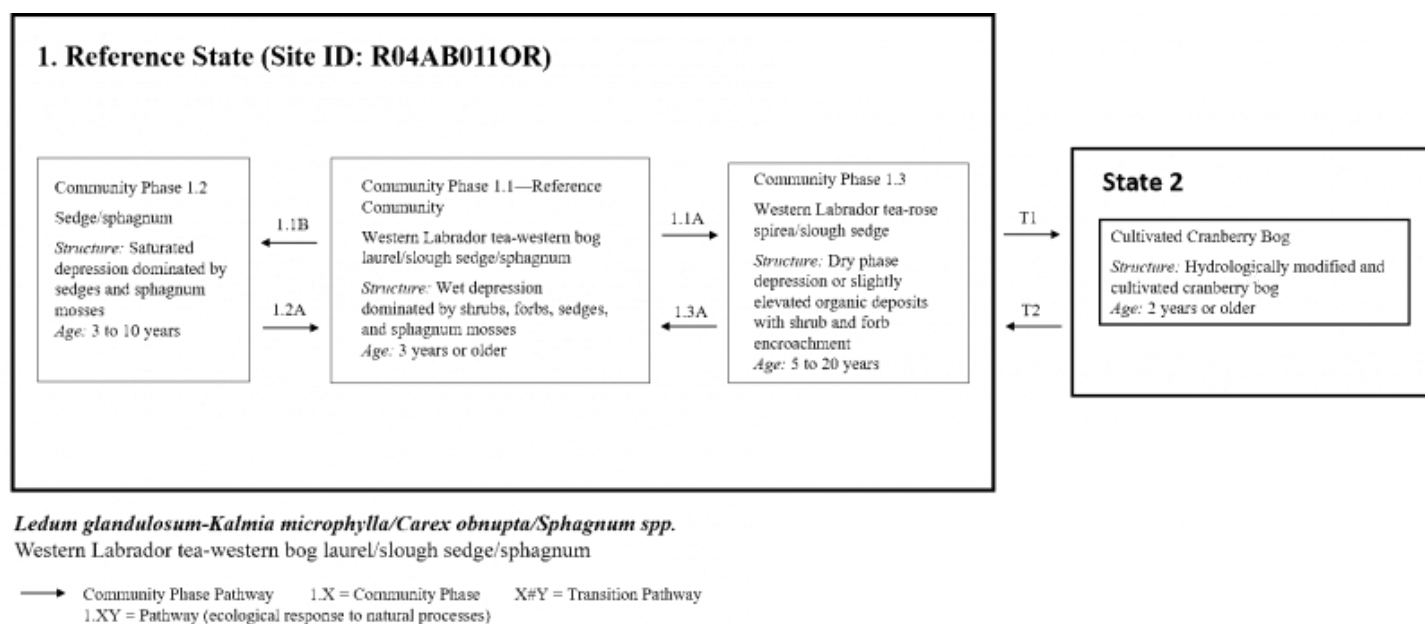 1. Reference State (Site ID: R04AB011OR)
Community Phase 1.2
Sedge/sphagnum
Structure: Saturated
depression dominated by
sedges and sphagnum
mosses
Age: 3 to 10 years
1.1B
1.2A
Community Phase 1.1—Reference
Community
Western Labrador tea-western bog
laurel/slough sedge/sphagnum
Structure: Wet depression
dominated by shrubs, forbs, sedges,
and sphagnum mosses
Age: 3 years or older
1.1A
1.3A
Community Phase 1.3
Western Labrador tea-rose
spirea/slough sedge
Structure: Dry phase
depression or slightly
elevated organic deposits
with shrub and forb
encroachment
Age: 5 to 20 years
T1
T2
State 2
Cultivated Cranberry Bog
Structure: Hydrologically modified and
cultivated cranberry bog
Age: 2 years or older
Ledum glandulosum-Kalmia microphylla/Carex obnupta/Sphagnum spp.
Western Labrador tea-western bog laurel/slough sedge/sphagnum
Community Phase Pathway 1.X = Community Phase X#Y = Transition Pathway
1.XY = Pathway (ecological response to natural processes)